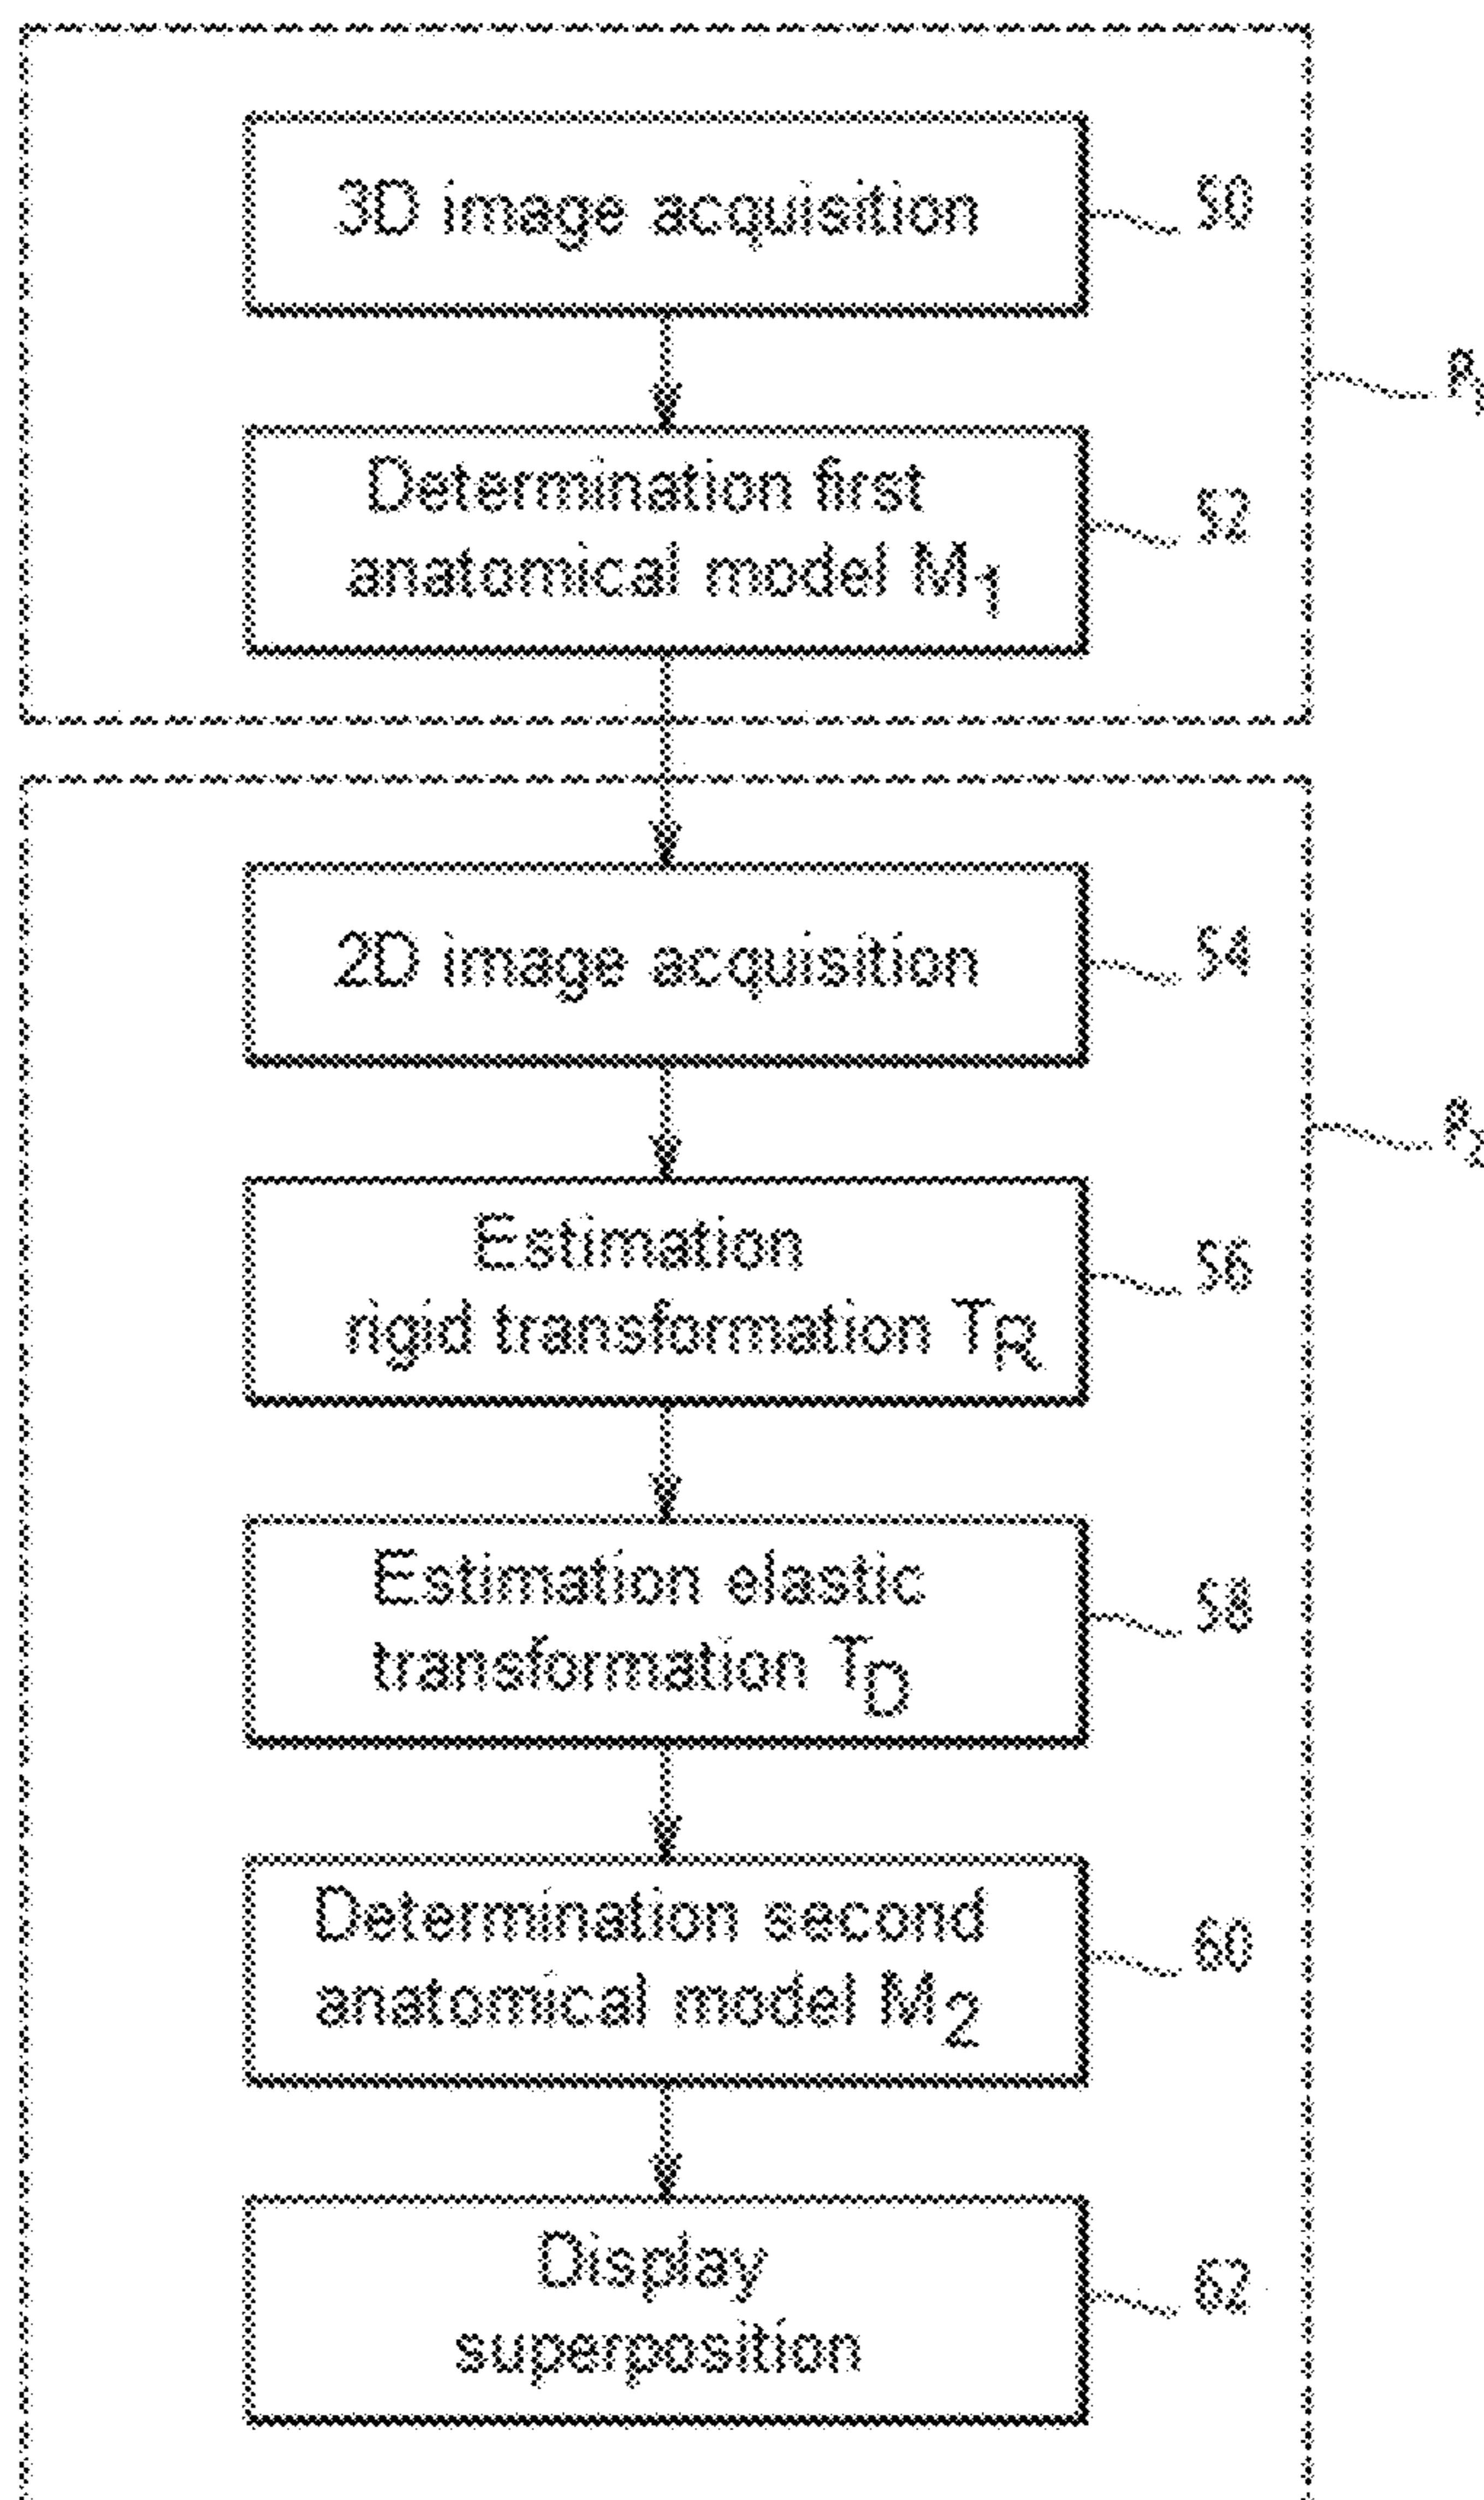 3D image acquisition
50
Determination first
anatomical model M1
52
2D image acquisition
54
Estimation
rigid transformation TR
56
Estimation elastic
transformation TD
58
Determination second
anatomical model M2
60
Display
superposition
62